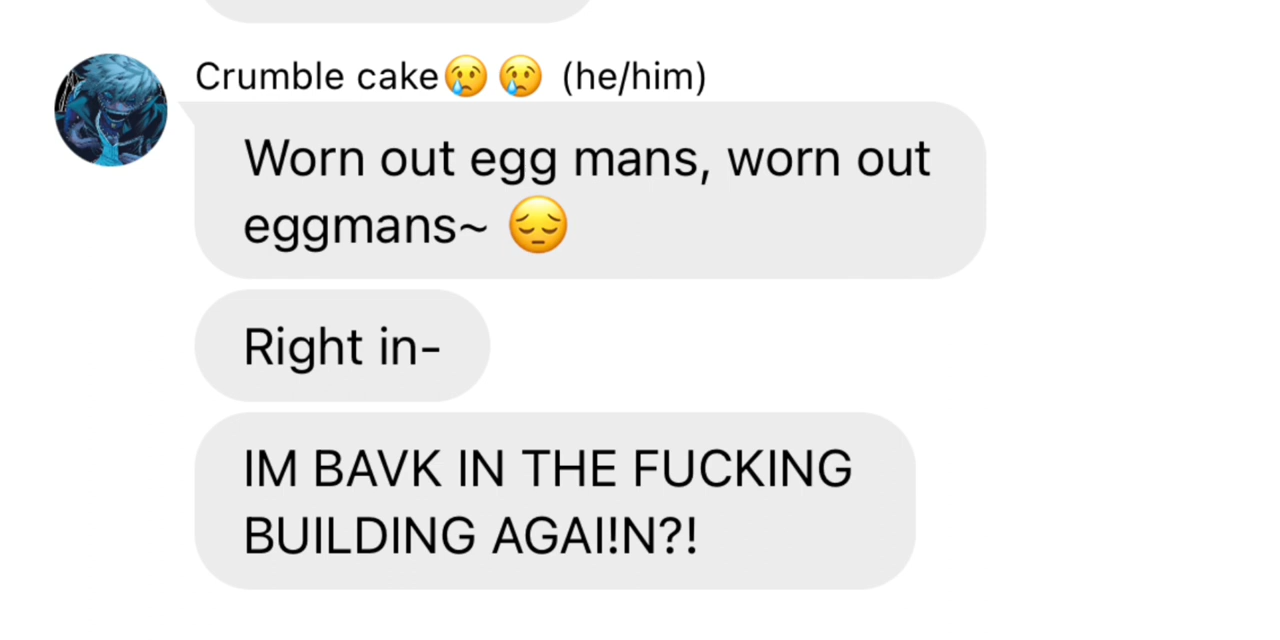 Crumble cake😢😢 (he/him)
Worn out egg mans, worn out
eggmans~ 😔
Right in-
IM BAVK IN THE FUCKING
BUILDING AGAI!N?!